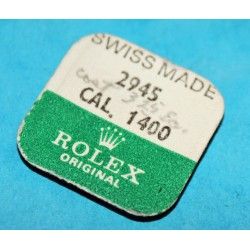 SWISS MADE
2945
CAL. 1400
ROLEX
ORIGINAL